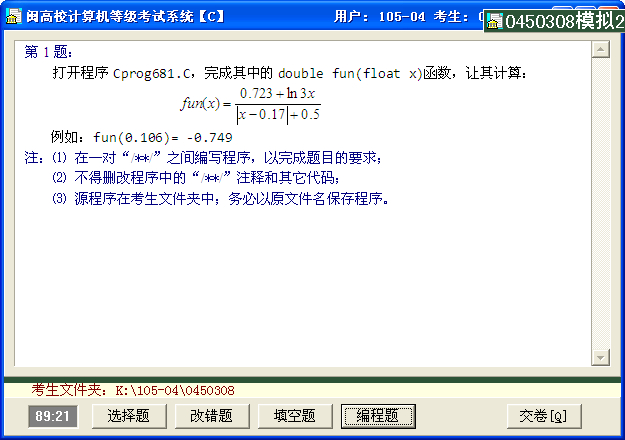 闽高校计算机等级考试系统【C】 用户: 105-04 考生:
0450308模拟2
第 1 题:
打开程序 Cprog681.C, 完成其中的 double fun(float x)函数, 让其计算:
fun(x) = (0.723 + ln 3x) / (|x − 0.17| + 0.5)
例如: fun(0.106)= -0.749
注: ⑴ 在一对“/**/”之间编写程序, 以完成题目的要求;
⑵ 不得删改程序中的“/**/”注释和其它代码;
⑶ 源程序在考生文件夹中; 务必以原文件名保存程序。
考生文件夹: K:\105-04\0450308
89:21 选择题 改错题 填空题 编程题 交卷[Q]